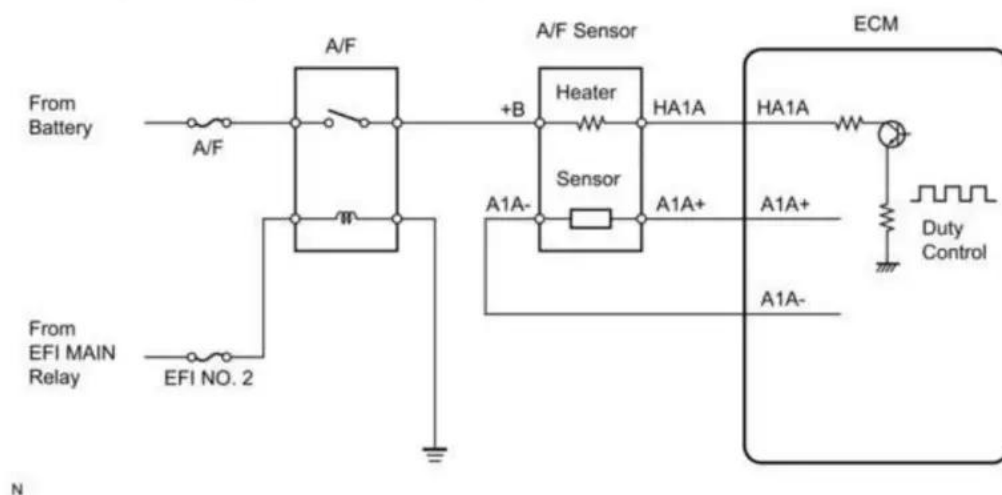 ECM
A/F Sensor
A/F
From
Battery
A/F
+B
Heater
HA1A
HA1A
Sensor
A1A-
A1A+
A1A+
Duty
Control
A1A-
From
EFI MAIN
Relay
EFI NO. 2
N